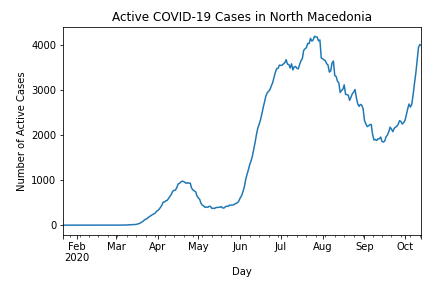 Active COVID-19 Cases in North Macedonia
Number of Active Cases
4000
3000
2000
1000
0
Feb Mar Apr May Jun Jul Aug Sep Oct
2020
Day